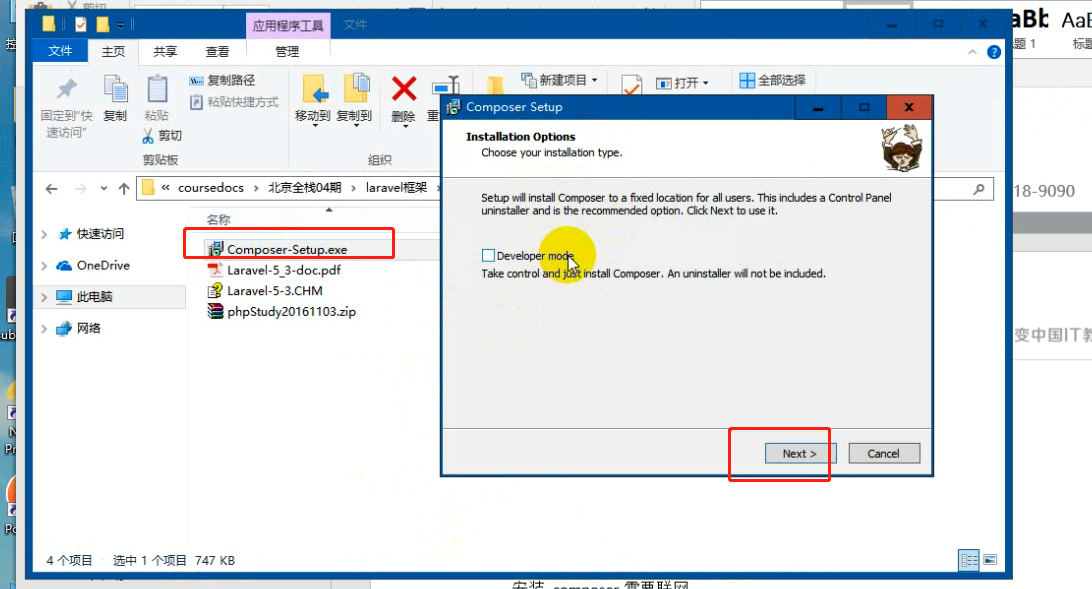 剪切
应用程序工具
文件
文件
主页
共享
查看
管理
固定到"快
速访问"
复制
粘贴
复制路径
粘贴快捷方式
剪切
剪贴板
移动到
复制到
删除
组织
新建项目
打开
全部选择
« coursedocs › 北京全栈04期 › laravel框架 ›
名称
快速访问
OneDrive
此电脑
网络
Composer-Setup.exe
Laravel-5_3-doc.pdf
Laravel-5-3.CHM
phpStudy20161103.zip
Composer Setup
Installation Options
Choose your installation type.
Setup will install Composer to a fixed location for all users. This includes a Control Panel
uninstaller and is the recommended option. Click Next to use it.
Developer mode
Take control and just install Composer. An uninstaller will not be included.
Next >
Cancel
4 个项目
选中 1 个项目 747 KB
AaB
题 1
标题
18-9090
变中国IT教
安装 composer 需要联网